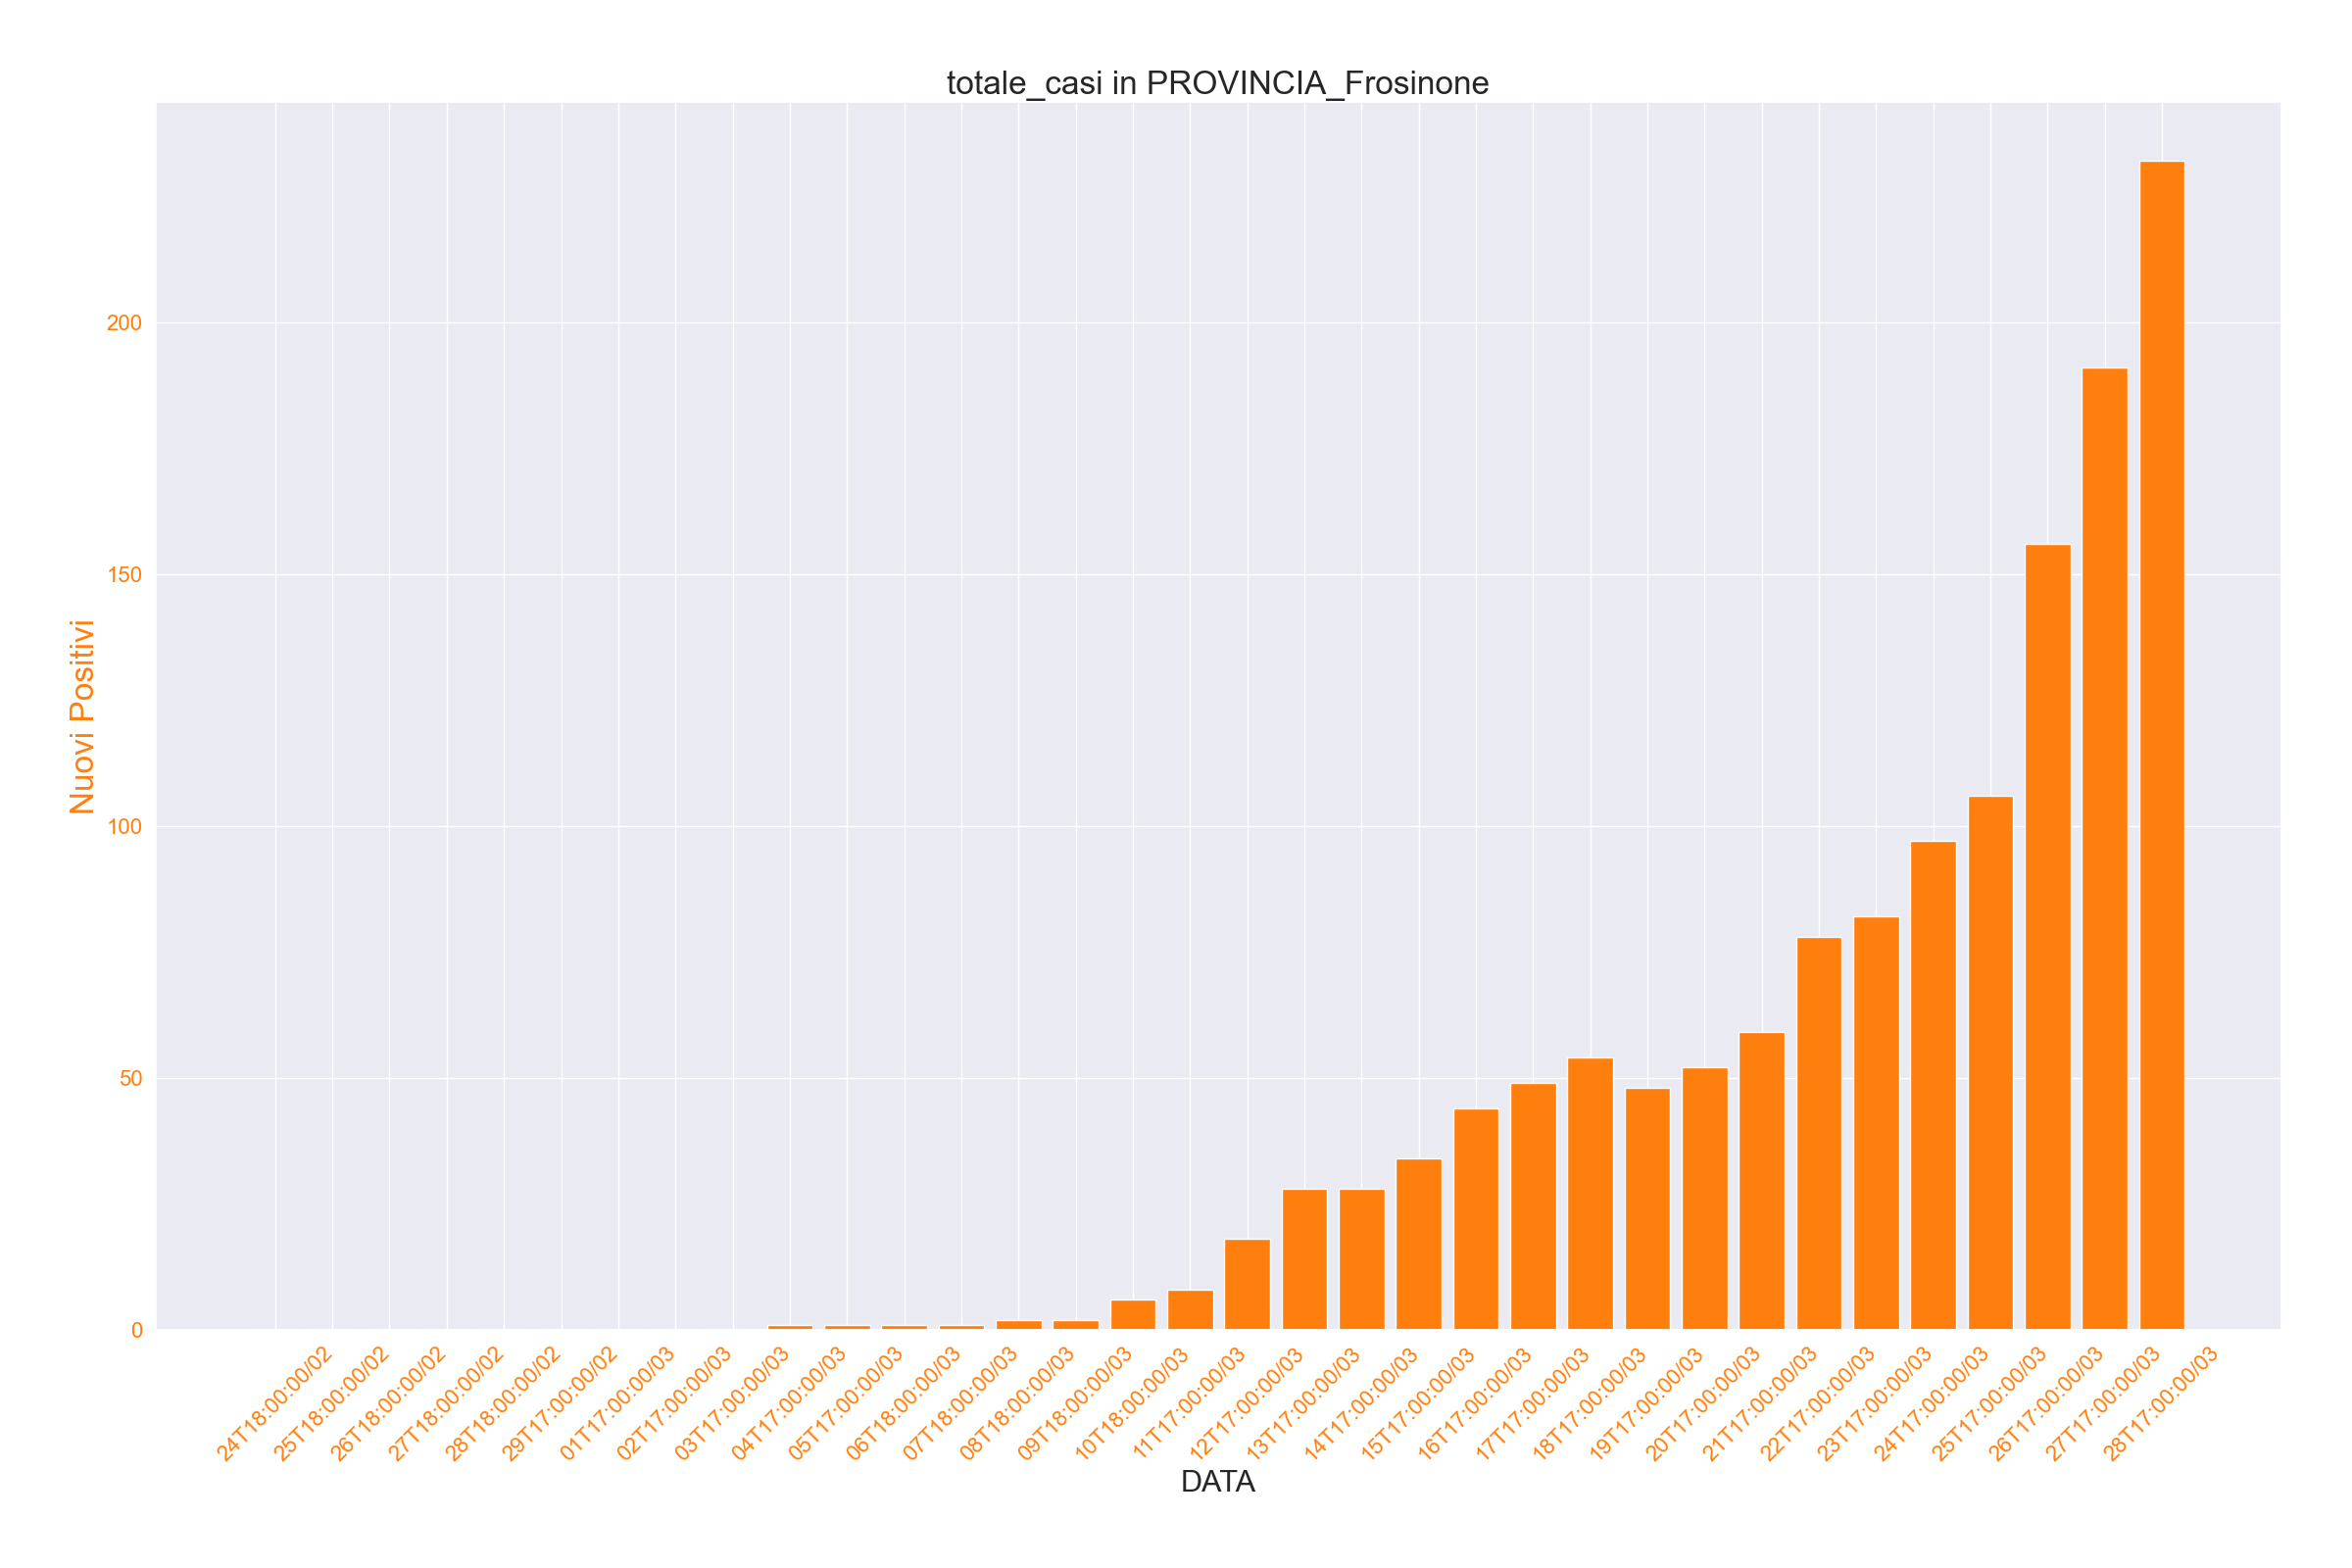 totale_casi in PROVINCIA_Frosinone
Nuovi Positivi
200
150
100
50
0
24T18:00:00/02
25T18:00:00/02
26T18:00:00/02
27T18:00:00/02
28T18:00:00/02
29T17:00:00/02
01T17:00:00/03
02T17:00:00/03
03T17:00:00/03
04T17:00:00/03
05T17:00:00/03
06T18:00:00/03
07T18:00:00/03
08T18:00:00/03
09T18:00:00/03
10T18:00:00/03
11T17:00:00/03
12T17:00:00/03
13T17:00:00/03
14T17:00:00/03
15T17:00:00/03
16T17:00:00/03
17T17:00:00/03
18T17:00:00/03
19T17:00:00/03
20T17:00:00/03
21T17:00:00/03
22T17:00:00/03
23T17:00:00/03
24T17:00:00/03
25T17:00:00/03
26T17:00:00/03
27T17:00:00/03
28T17:00:00/03
DATA